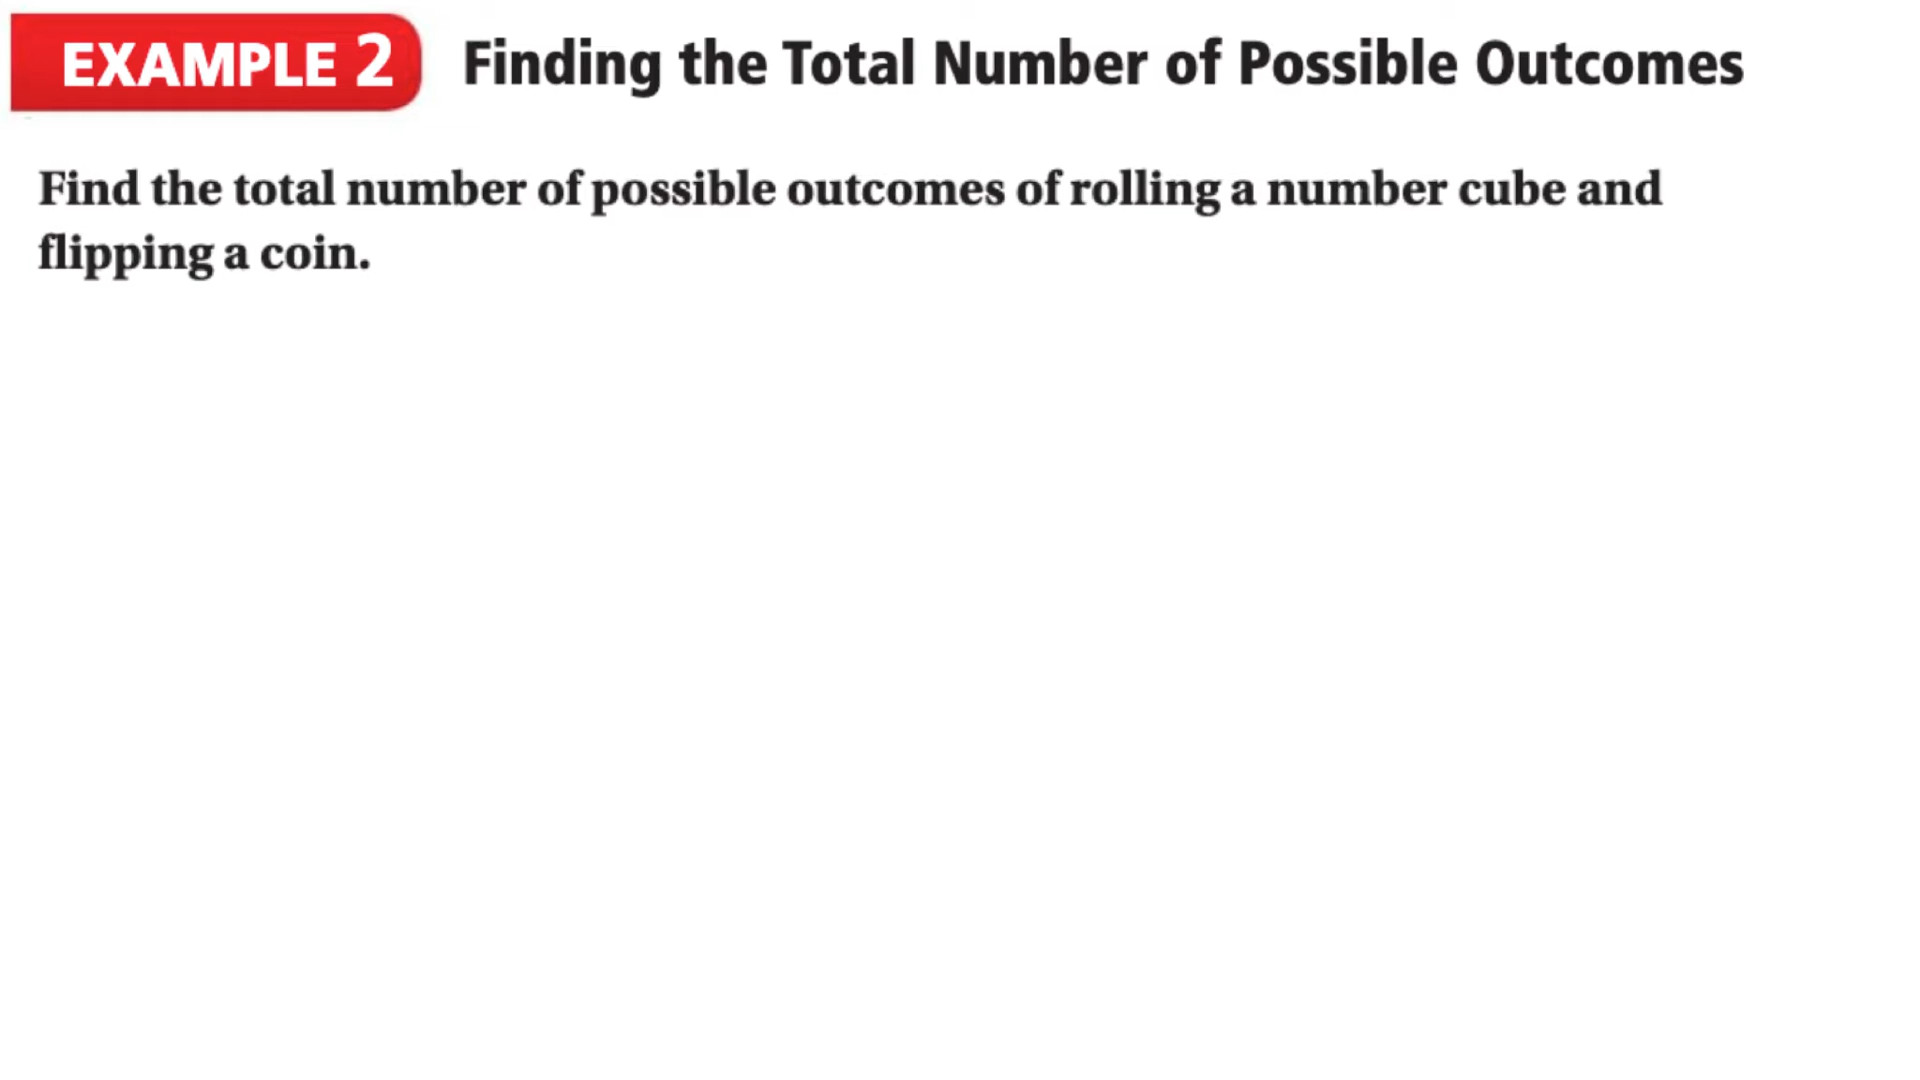 EXAMPLE 2 Finding the Total Number of Possible Outcomes
Find the total number of possible outcomes of rolling a number cube and
flipping a coin.